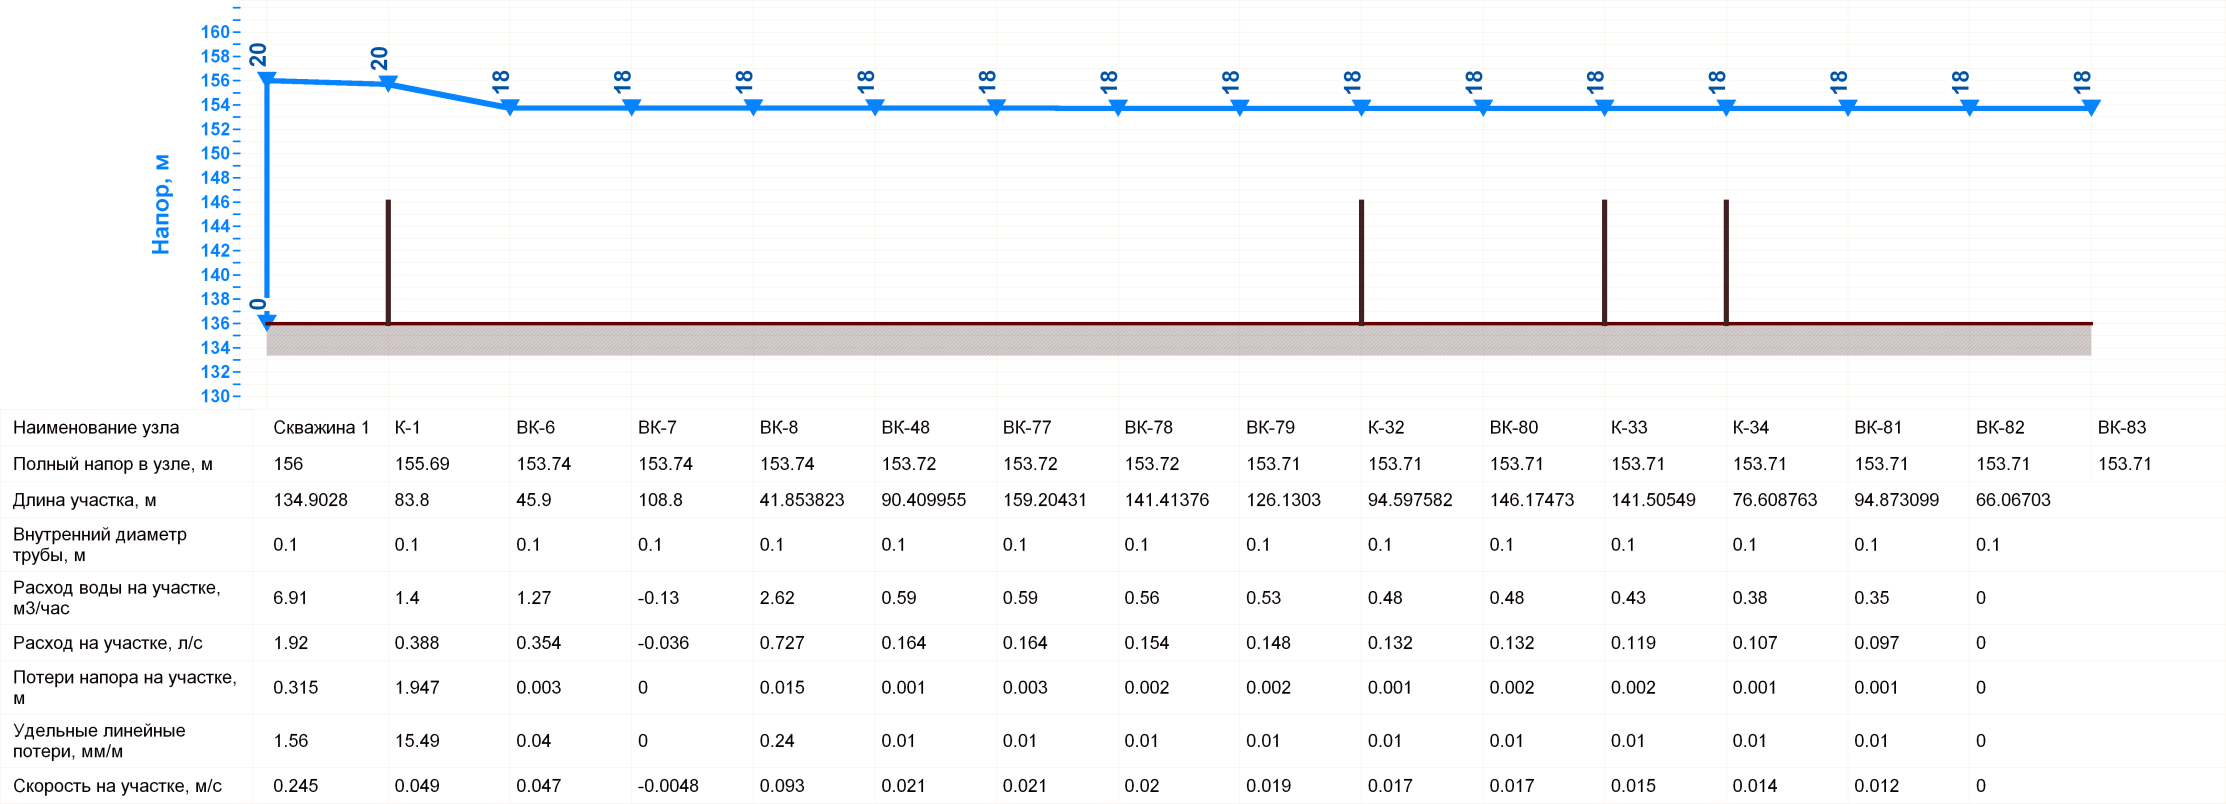 160
158
156
154
152
150
148
146
144
142
140
138
136
134
132
130
Напор, м
20 20 18 18 18 18 18 18 18 18 18 18 18 18 18 18
0
Наименование узла Скважина 1 К-1 ВК-6 ВК-7 ВК-8 ВК-48 ВК-77 ВК-78 ВК-79 К-32 ВК-80 К-33 К-34 ВК-81 ВК-82 ВК-83
Полный напор в узле, м 156 155.69 153.74 153.74 153.74 153.72 153.72 153.72 153.71 153.71 153.71 153.71 153.71 153.71 153.71 153.71
Длина участка, м 134.9028 83.8 45.9 108.8 41.853823 90.409955 159.20431 141.41376 126.1303 94.597582 146.17473 141.50549 76.608763 94.873099 66.06703
Внутренний диаметр
трубы, м 0.1 0.1 0.1 0.1 0.1 0.1 0.1 0.1 0.1 0.1 0.1 0.1 0.1 0.1 0.1
Расход воды на участке,
м3/час 6.91 1.4 1.27 -0.13 2.62 0.59 0.59 0.56 0.53 0.48 0.48 0.43 0.38 0.35 0
Расход на участке, л/с 1.92 0.388 0.354 -0.036 0.727 0.164 0.164 0.154 0.148 0.132 0.132 0.119 0.107 0.097 0
Потери напора на участке,
м 0.315 1.947 0.003 0 0.015 0.001 0.003 0.002 0.002 0.001 0.002 0.002 0.001 0.001 0
Удельные линейные
потери, мм/м 1.56 15.49 0.04 0 0.24 0.01 0.01 0.01 0.01 0.01 0.01 0.01 0.01 0.01 0
Скорость на участке, м/с 0.245 0.049 0.047 -0.0048 0.093 0.021 0.021 0.02 0.019 0.017 0.017 0.015 0.014 0.012 0